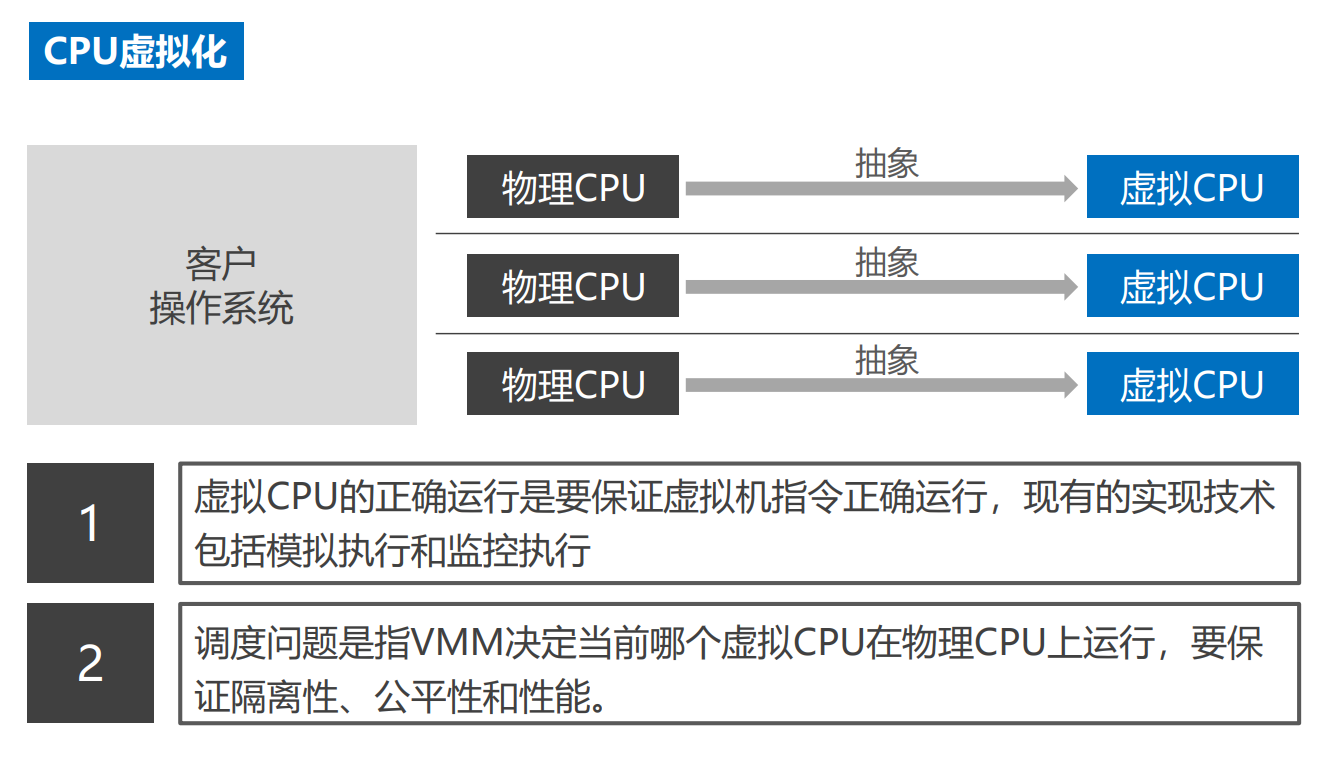 CPU虚拟化
客户
操作系统
物理CPU
抽象
虚拟CPU
物理CPU
抽象
虚拟CPU
物理CPU
抽象
虚拟CPU
1
虚拟CPU的正确运行是要保证虚拟机指令正确运行，现有的实现技术
包括模拟执行和监控执行
2
调度问题是指VMM决定当前哪个虚拟CPU在物理CPU上运行，要保
证隔离性、公平性和性能。